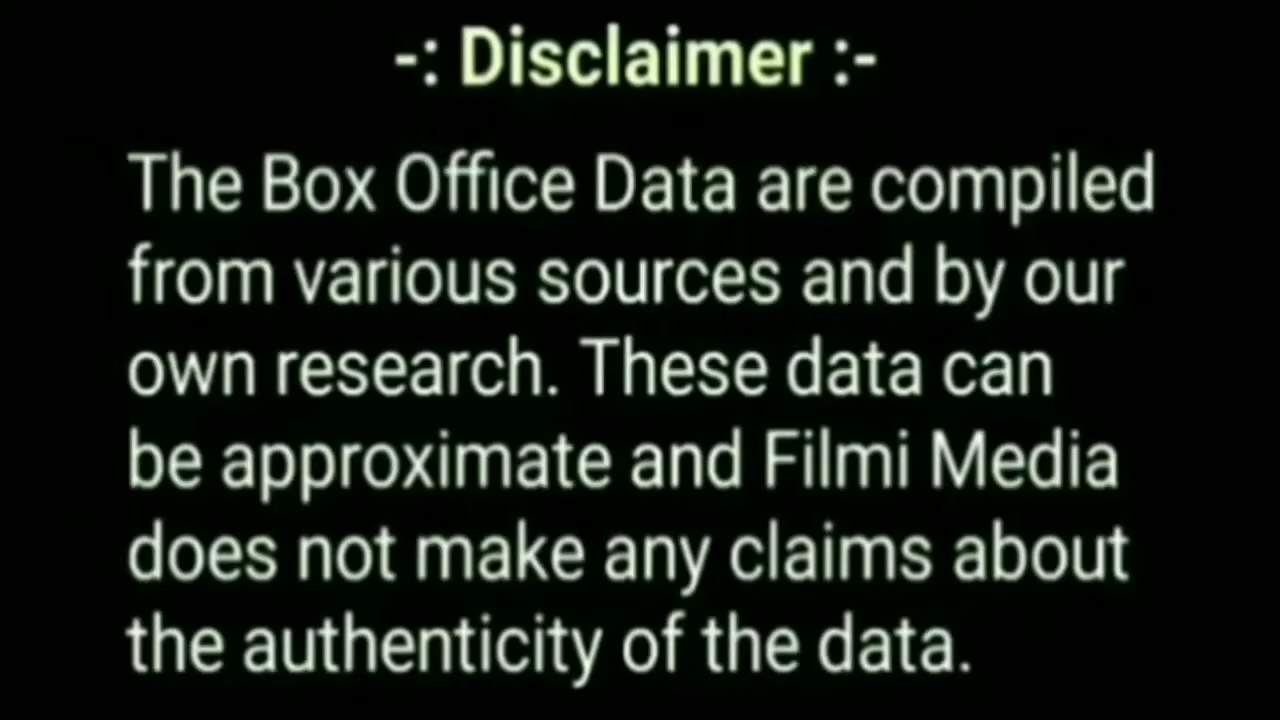 -: Disclaimer :-
The Box Office Data are compiled
from various sources and by our
own research. These data can
be approximate and Filmi Media
does not make any claims about
the authenticity of the data.